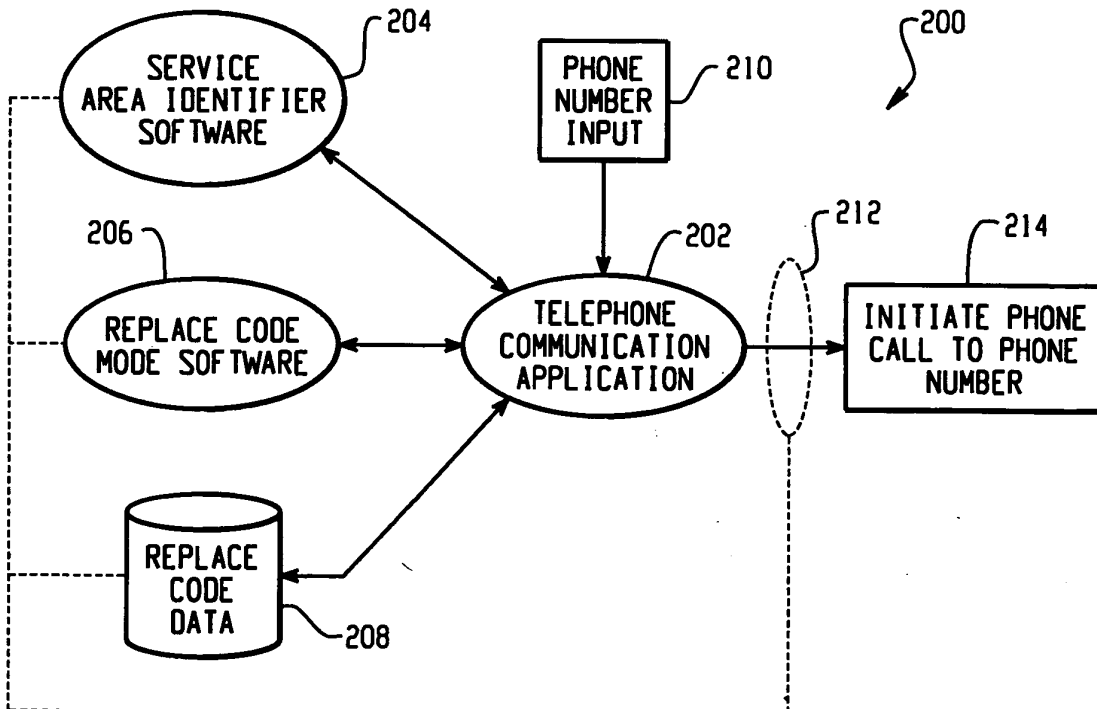 204
SERVICE
AREA IDENTIFIER
SOFTWARE
PHONE
NUMBER
INPUT
210
200
206
REPLACE CODE
MODE SOFTWARE
202
TELEPHONE
COMMUNICATION
APPLICATION
212
214
INITIATE PHONE
CALL TO PHONE
NUMBER
REPLACE
CODE
DATA
208